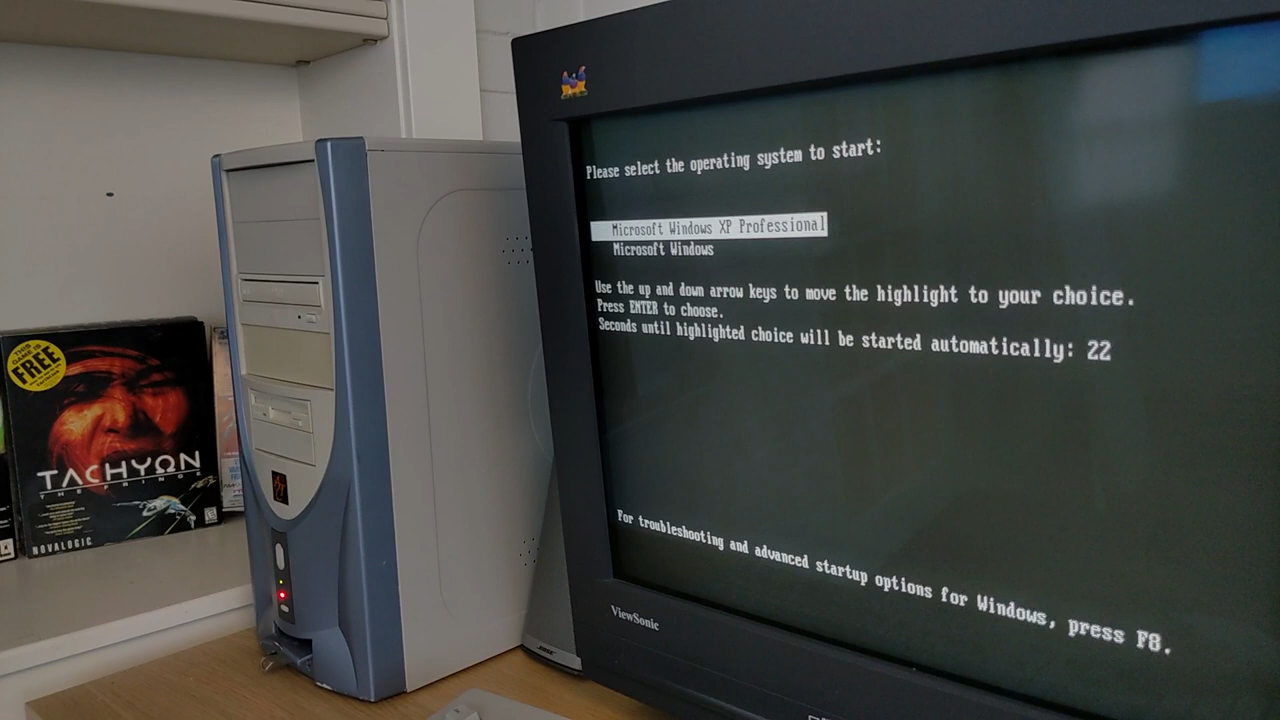 Please select the operating system to start:
Microsoft Windows XP Professional
Microsoft Windows
Use the up and down arrow keys to move the highlight to your choice.
Press ENTER to choose.
Seconds until highlighted choice will be started automatically: 22
For troubleshooting and advanced startup options for Windows, press F8.
ViewSonic
BOSE
THIS
GAME IS
FREE
TACHYON
THE FRINGE
NOVALOGIC